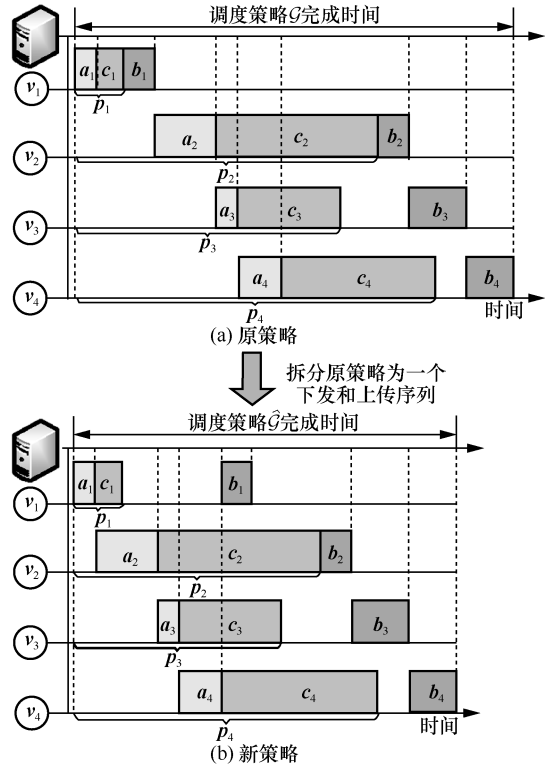 调度策略𝒢完成时间
v₁ a₁ c₁ b₁
p₁
v₂ a₂ c₂ b₂
p₂
v₃ a₃ c₃ b₃
p₃
v₄ a₄ c₄ b₄
p₄
时间
(a) 原策略
拆分原策略为一个
下发和上传序列
调度策略𝒢̂完成时间
v₁ a₁ c₁ b₁
p₁
v₂ a₂ c₂ b₂
p₂
v₃ a₃ c₃ b₃
p₃
v₄ a₄ c₄ b₄
p₄
时间
(b) 新策略